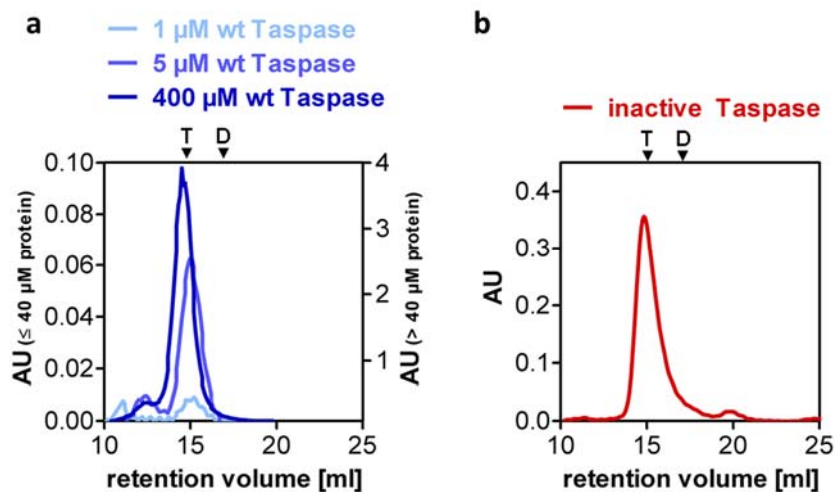 a
1 µM wt Taspase
5 µM wt Taspase
400 µM wt Taspase
T D
0.10
0.08
0.06
0.04
0.02
0.00
AU (≤ 40 µM protein)
4
3
2
1
AU (> 40 µM protein)
10 15 20 25
retention volume [ml]
b
inactive Taspase
T D
0.4
0.3
0.2
0.1
0.0
AU
10 15 20 25
retention volume [ml]